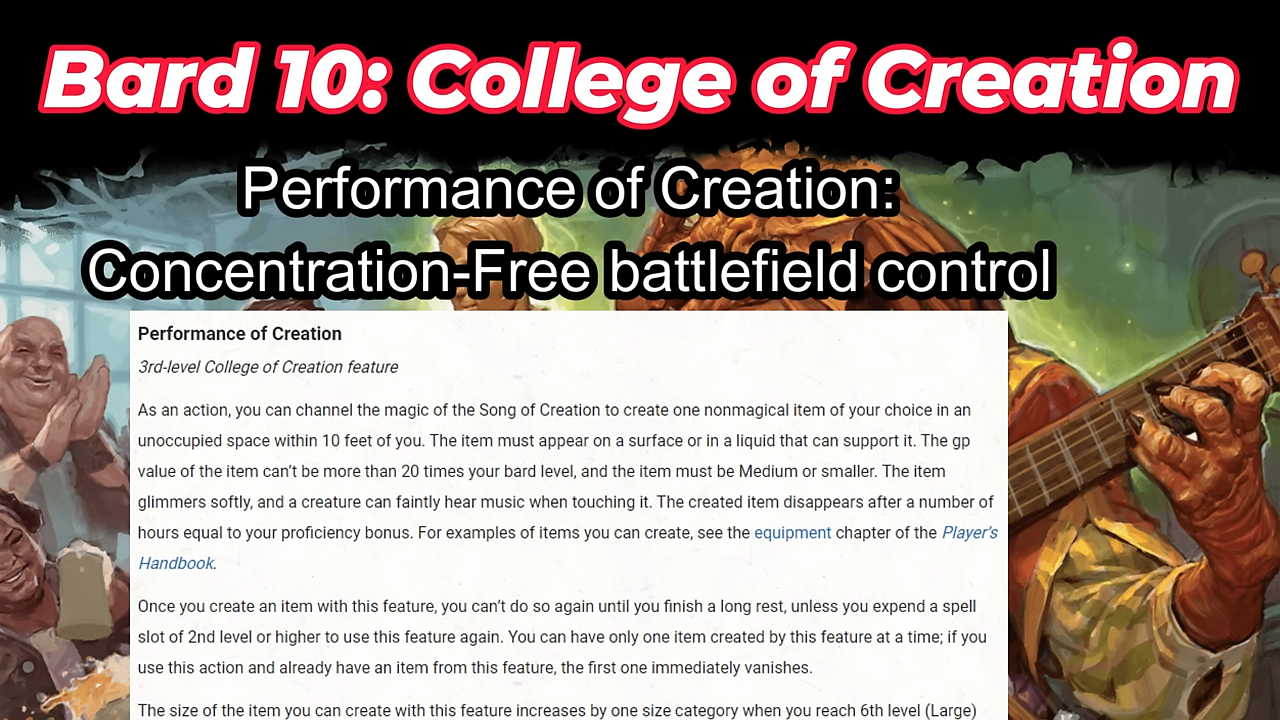 Bard 10: College of Creation
Performance of Creation:
Concentration-Free battlefield control
Performance of Creation
3rd-level College of Creation feature
As an action, you can channel the magic of the Song of Creation to create one nonmagical item of your choice in an
unoccupied space within 10 feet of you. The item must appear on a surface or in a liquid that can support it. The gp
value of the item can’t be more than 20 times your bard level, and the item must be Medium or smaller. The item
glimmers softly, and a creature can faintly hear music when touching it. The created item disappears after a number of
hours equal to your proficiency bonus. For examples of items you can create, see the equipment chapter of the Player’s
Handbook.
Once you create an item with this feature, you can’t do so again until you finish a long rest, unless you expend a spell
slot of 2nd level or higher to use this feature again. You can have only one item created by this feature at a time; if you
use this action and already have an item from this feature, the first one immediately vanishes.
The size of the item you can create with this feature increases by one size category when you reach 6th level (Large)